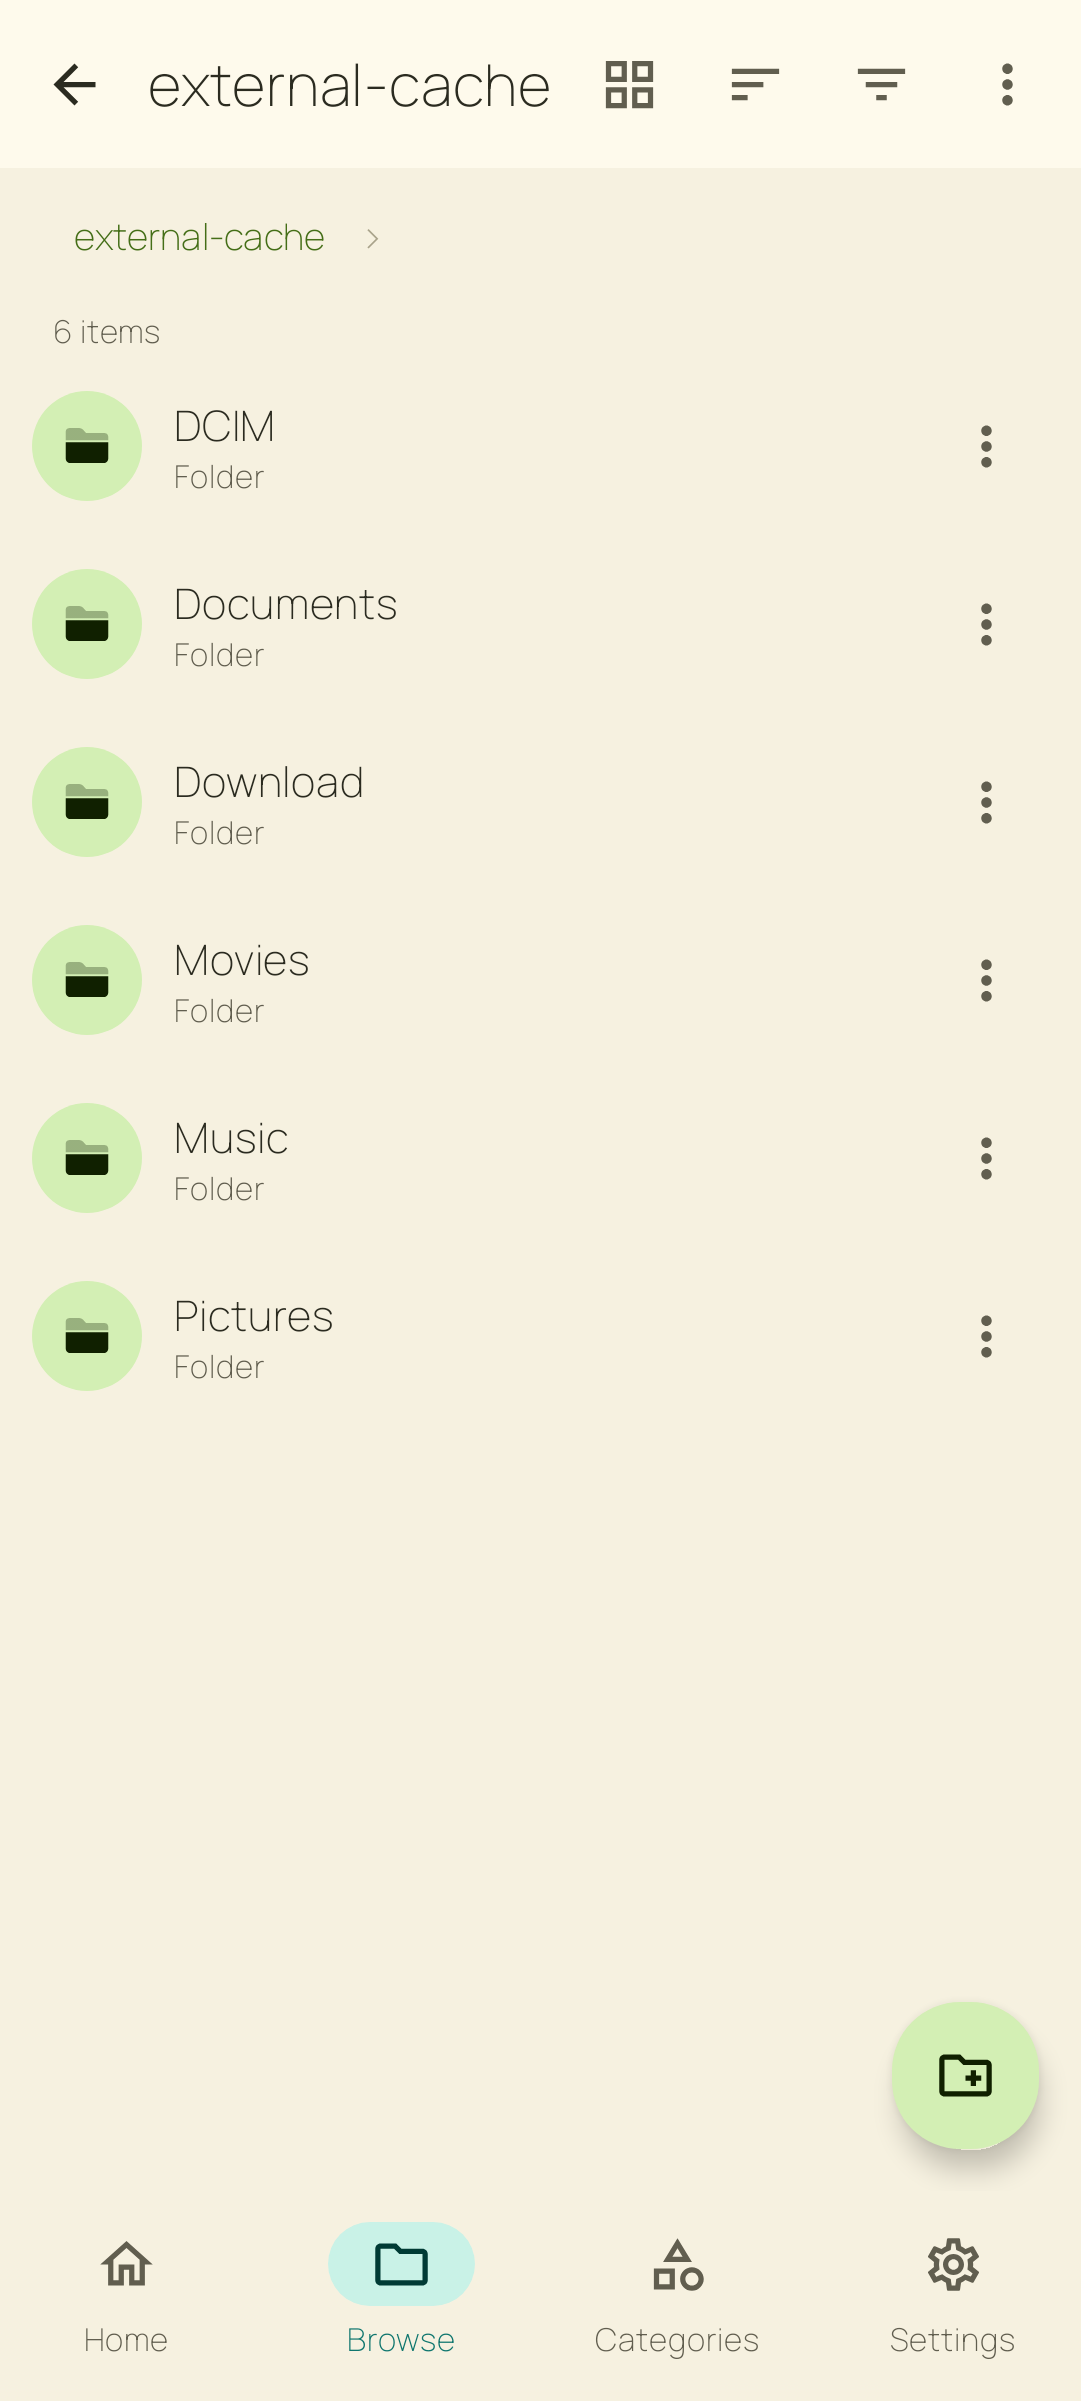 external-cache
external-cache
6 items
DCIM
Folder
Documents
Folder
Download
Folder
Movies
Folder
Music
Folder
Pictures
Folder
Home
Browse
Categories
Settings